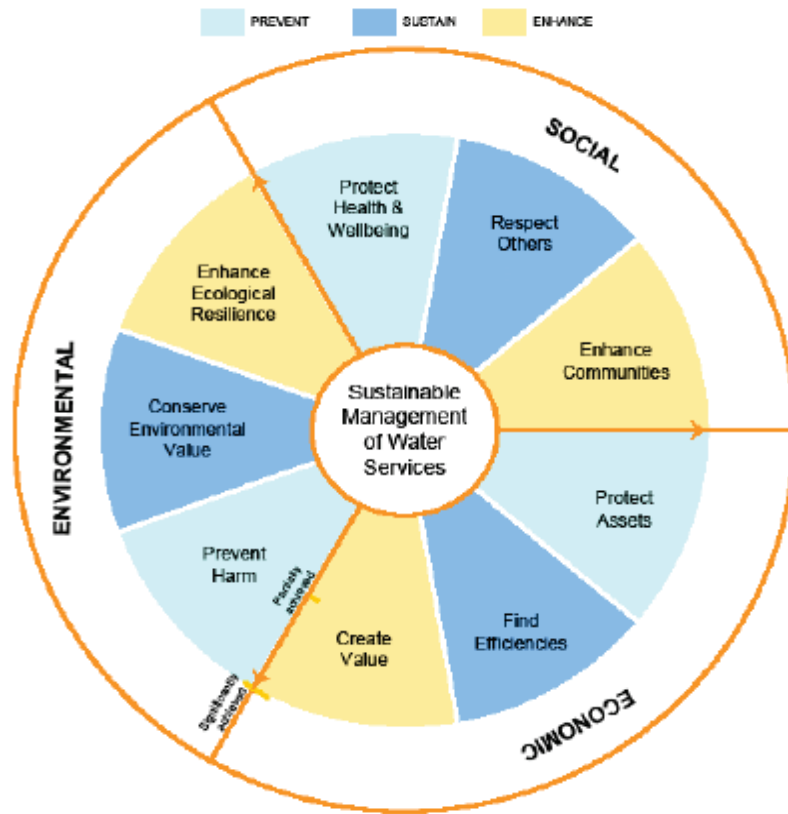 PREVENT
SUSTAIN
ENHANCE
SOCIAL
Protect
Health &
Wellbeing
Respect
Others
Enhance
Communities
Enhance
Ecological
Resilience
ENVIRONMENTAL
Conserve
Environmental
Value
Sustainable
Management
of Water
Services
Protect
Assets
Prevent
Harm
Partially
achieved
Create
Value
Find
Efficiencies
Significantly
achieved
ECONOMIC